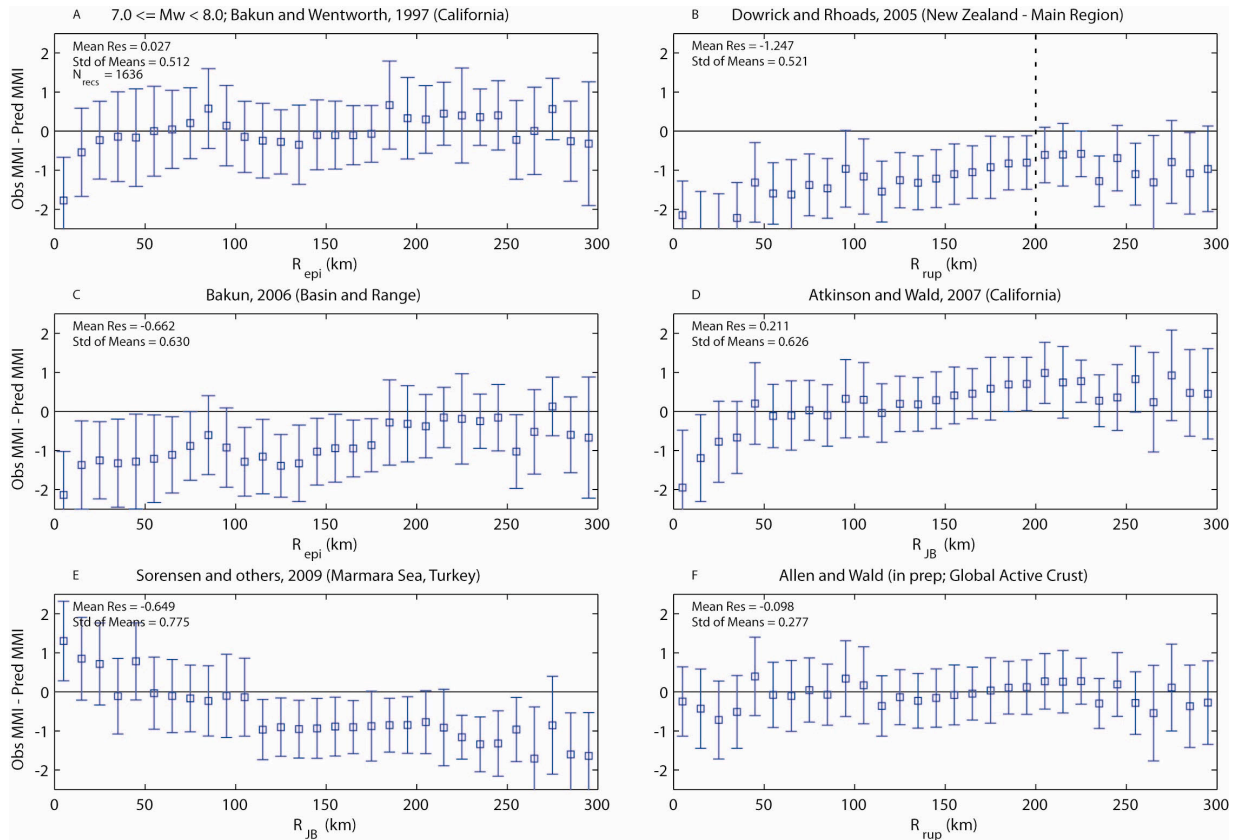 A 7.0 <= Mw < 8.0; Bakun and Wentworth, 1997 (California)
Mean Res = 0.027
Std of Means = 0.512
N recs = 1636
Obs MMI - Pred MMI
2
1
0
-1
-2
0 50 100 150 200 250 300
R epi (km)
B Dowrick and Rhoads, 2005 (New Zealand - Main Region)
Mean Res = -1.247
Std of Means = 0.521
2
1
0
-1
-2
0 50 100 150 200 250 300
R rup (km)
C Bakun, 2006 (Basin and Range)
Mean Res = -0.662
Std of Means = 0.630
Obs MMI - Pred MMI
2
1
0
-1
-2
0 50 100 150 200 250 300
R epi (km)
D Atkinson and Wald, 2007 (California)
Mean Res = 0.211
Std of Means = 0.626
2
1
0
-1
-2
0 50 100 150 200 250 300
R JB (km)
E Sorensen and others, 2009 (Marmara Sea, Turkey)
Mean Res = -0.649
Std of Means = 0.775
Obs MMI - Pred MMI
2
1
0
-1
-2
0 50 100 150 200 250 300
R JB (km)
F Allen and Wald (in prep; Global Active Crust)
Mean Res = -0.098
Std of Means = 0.277
2
1
0
-1
-2
0 50 100 150 200 250 300
R rup (km)